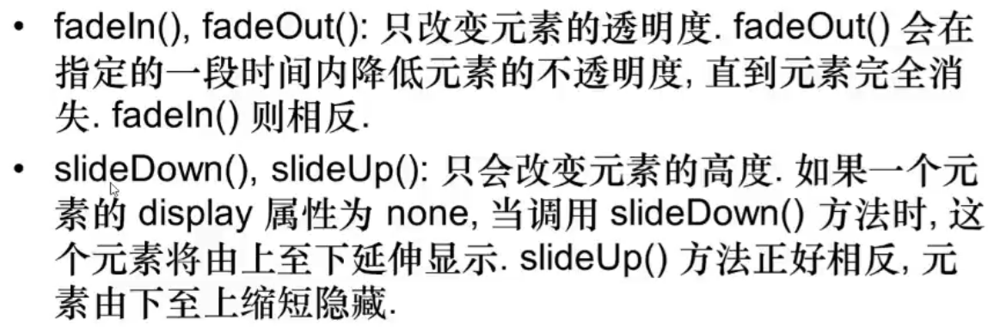 • fadeIn(), fadeOut(): 只改变元素的透明度. fadeOut() 会在
指定的一段时间内降低元素的不透明度, 直到元素完全消
失. fadeIn() 则相反.
• slideDown(), slideUp(): 只会改变元素的高度. 如果一个元
素的 display 属性为 none, 当调用 slideDown() 方法时, 这
个元素将由上至下延伸显示. slideUp() 方法正好相反, 元
素由下至上缩短隐藏.